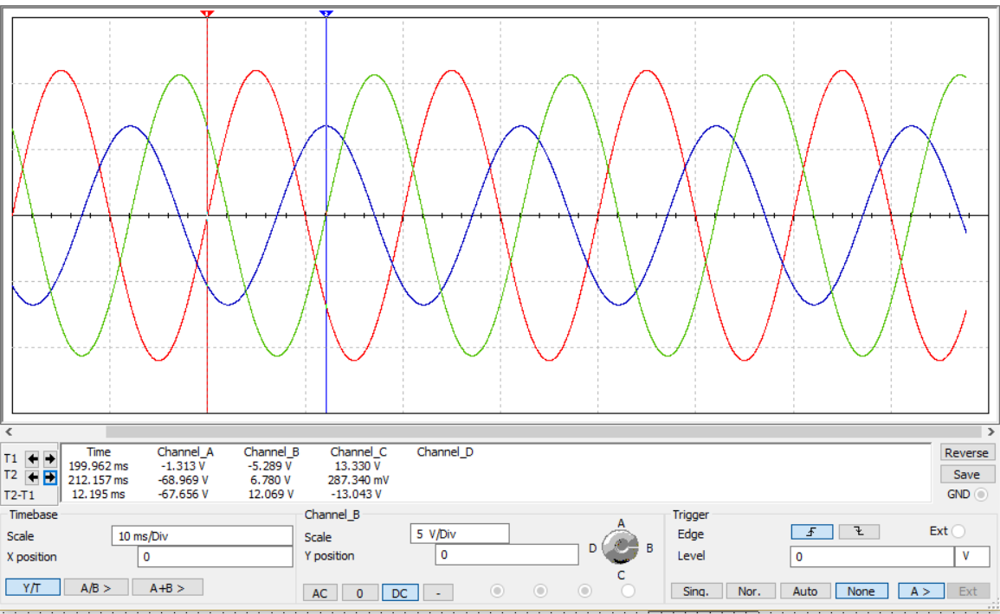 1 2
< >
Time Channel_A Channel_B Channel_C Channel_D
T1 199.962 ms -1.313 V -5.289 V 13.330 V
T2 212.157 ms -68.969 V 6.780 V 287.340 mV
T2-T1 12.195 ms -67.656 V 12.069 V -13.043 V
Reverse
Save
GND
Timebase
Scale 10 ms/Div
X position 0
Y/T A/B > A+B >
Channel_B
Scale 5 V/Div
Y position 0
AC 0 DC -
A
D B
C
Trigger
Edge Ext
Level 0 V
Sing. Nor. Auto None A > Ext